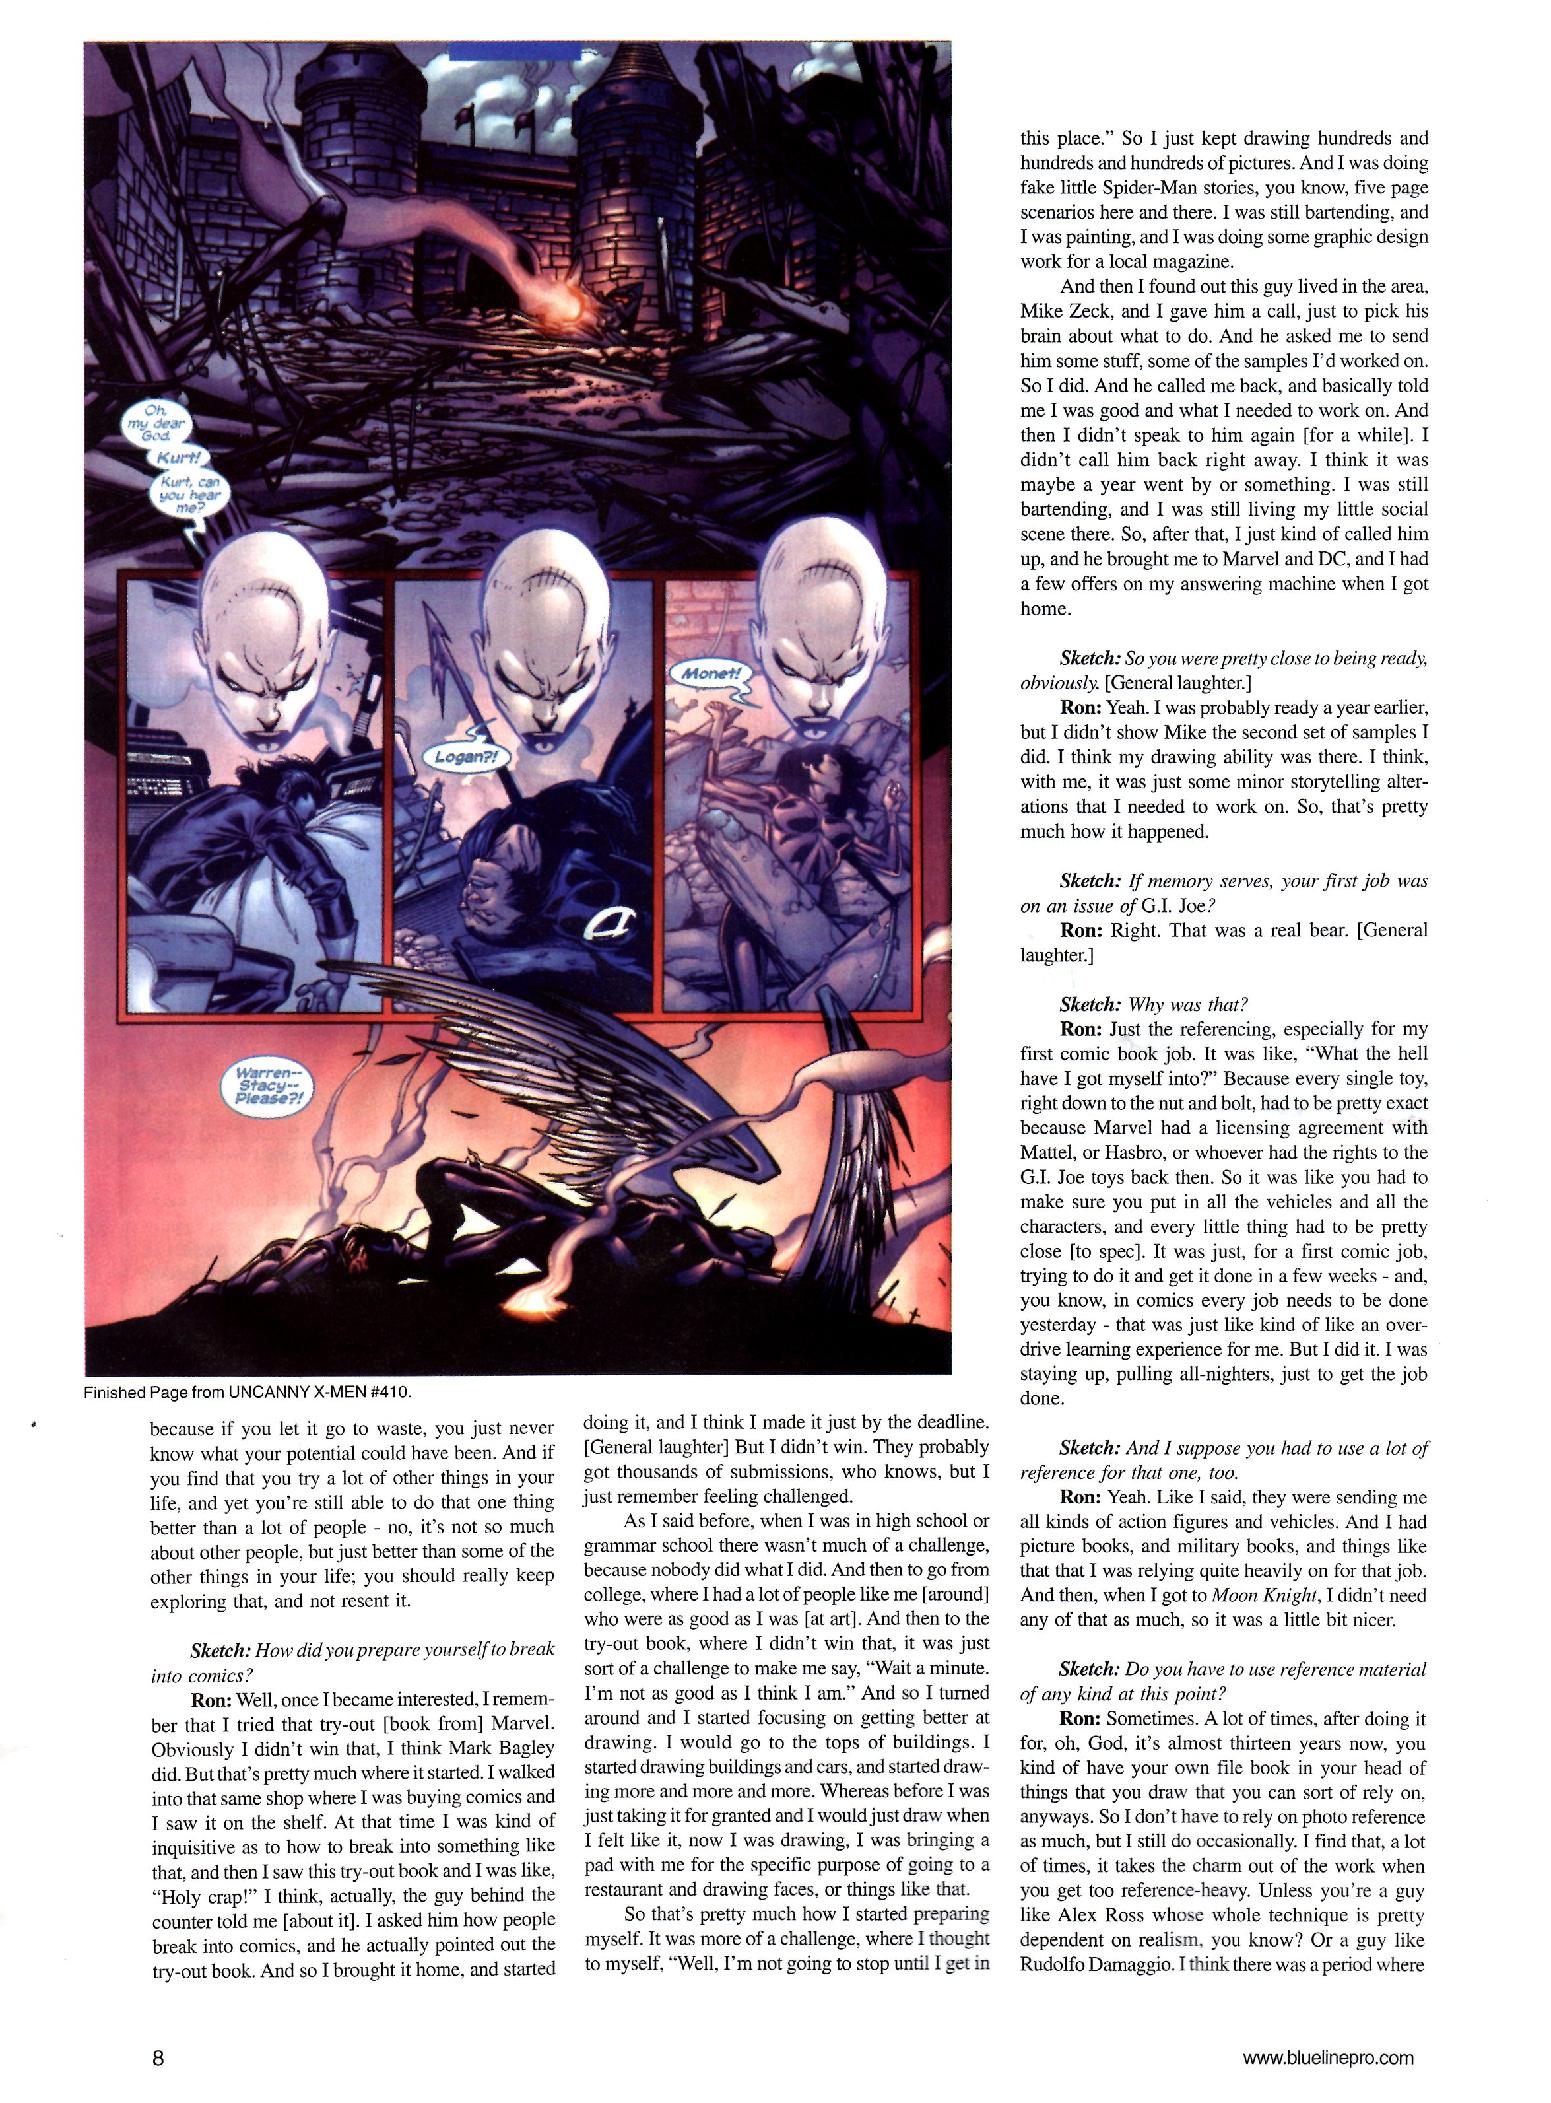 Oh,
my dear
God.
Kurt!
Kurt, can
you hear
me?
Logan?!
Monet!
Warren--
Stacy--
Please?!
Finished Page from UNCANNY X-MEN #410.
because if you let it go to waste, you just never
know what your potential could have been. And if
you find that you try a lot of other things in your
life, and yet you're still able to do that one thing
better than a lot of people - no, it's not so much
about other people, but just better than some of the
other things in your life; you should really keep
exploring that, and not resent it.
Sketch: How did you prepare yourself to break
into comics?
Ron: Well, once I became interested, I remem-
ber that I tried that try-out [book from] Marvel.
Obviously I didn't win that, I think Mark Bagley
did. But that's pretty much where it started. I walked
into that same shop where I was buying comics and
I saw it on the shelf. At that time I was kind of
inquisitive as to how to break into something like
that, and then I saw this try-out book and I was like,
"Holy crap!" I think, actually, the guy behind the
counter told me [about it]. I asked him how people
break into comics, and he actually pointed out the
try-out book. And so I brought it home, and started
doing it, and I think I made it just by the deadline.
[General laughter] But I didn't win. They probably
got thousands of submissions, who knows, but I
just remember feeling challenged.
As I said before, when I was in high school or
grammar school there wasn't much of a challenge,
because nobody did what I did. And then to go from
college, where I had a lot of people like me [around]
who were as good as I was [at art]. And then to the
try-out book, where I didn't win that, it was just
sort of a challenge to make me say, "Wait a minute.
I'm not as good as I think I am." And so I turned
around and I started focusing on getting better at
drawing. I would go to the tops of buildings. I
started drawing buildings and cars, and started draw-
ing more and more and more. Whereas before I was
just taking it for granted and I would just draw when
I felt like it, now I was drawing, I was bringing a
pad with me for the specific purpose of going to a
restaurant and drawing faces, or things like that.
So that's pretty much how I started preparing
myself. It was more of a challenge, where I thought
to myself, "Well, I'm not going to stop until I get in
this place." So I just kept drawing hundreds and
hundreds and hundreds of pictures. And I was doing
fake little Spider-Man stories, you know, five page
scenarios here and there. I was still bartending, and
I was painting, and I was doing some graphic design
work for a local magazine.
And then I found out this guy lived in the area,
Mike Zeck, and I gave him a call, just to pick his
brain about what to do. And he asked me to send
him some stuff, some of the samples I'd worked on.
So I did. And he called me back, and basically told
me I was good and what I needed to work on. And
then I didn't speak to him again [for a while]. I
didn't call him back right away. I think it was
maybe a year went by or something. I was still
bartending, and I was still living my little social
scene there. So, after that, I just kind of called him
up, and he brought me to Marvel and DC, and I had
a few offers on my answering machine when I got
home.
Sketch: So you were pretty close to being ready,
obviously. [General laughter.]
Ron: Yeah. I was probably ready a year earlier,
but I didn't show Mike the second set of samples I
did. I think my drawing ability was there. I think,
with me, it was just some minor storytelling alter-
ations that I needed to work on. So, that's pretty
much how it happened.
Sketch: If memory serves, your first job was
on an issue of G.I. Joe?
Ron: Right. That was a real bear. [General
laughter.]
Sketch: Why was that?
Ron: Just the referencing, especially for my
first comic book job. It was like, "What the hell
have I got myself into?" Because every single toy,
right down to the nut and bolt, had to be pretty exact
because Marvel had a licensing agreement with
Mattel, or Hasbro, or whoever had the rights to the
G.I. Joe toys back then. So it was like you had to
make sure you put in all the vehicles and all the
characters, and every little thing had to be pretty
close [to spec]. It was just, for a first comic job,
trying to do it and get it done in a few weeks - and,
you know, in comics every job needs to be done
yesterday - that was just like kind of like an over-
drive learning experience for me. But I did it. I was
staying up, pulling all-nighters, just to get the job
done.
Sketch: And I suppose you had to use a lot of
reference for that one, too.
Ron: Yeah. Like I said, they were sending me
all kinds of action figures and vehicles. And I had
picture books, and military books, and things like
that that I was relying quite heavily on for that job.
And then, when I got to Moon Knight, I didn't need
any of that as much, so it was a little bit nicer.
Sketch: Do you have to use reference material
of any kind at this point?
Ron: Sometimes. A lot of times, after doing it
for, oh, God, it's almost thirteen years now, you
kind of have your own file book in your head of
things that you draw that you can sort of rely on,
anyways. So I don't have to rely on photo reference
as much, but I still do occasionally. I find that, a lot
of times, it takes the charm out of the work when
you get too reference-heavy. Unless you're a guy
like Alex Ross whose whole technique is pretty
dependent on realism, you know? Or a guy like
Rudolfo Damaggio. I think there was a period where
8
www.bluelinepro.com